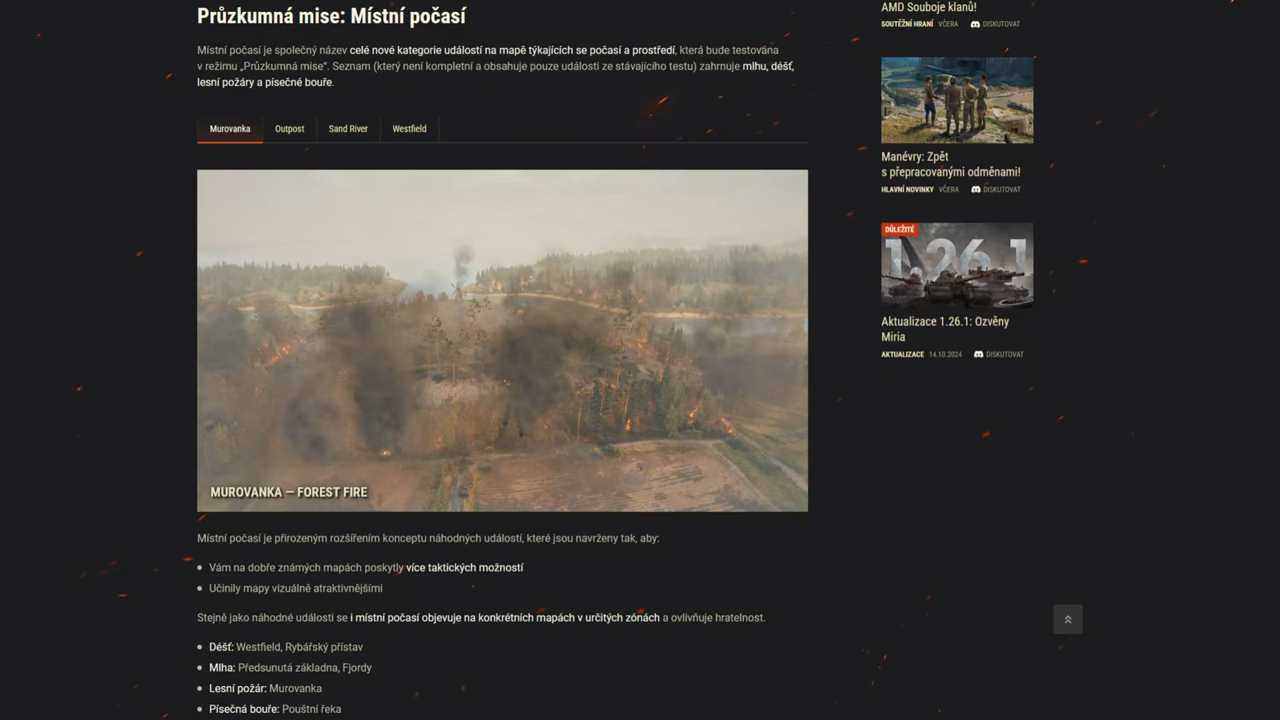 Průzkumná mise: Místní počasí
Místní počasí je společný název celé nové kategorie událostí na mapě týkajících se počasí a prostředí, která bude testována
v režimu „Průzkumná mise“. Seznam (který není kompletní a obsahuje pouze události ze stávajícího testu) zahrnuje mlhu, déšť,
lesní požáry a písečné bouře.
Murovanka
Outpost
Sand River
Westfield
MUROVANKA — FOREST FIRE
Místní počasí je přirozeným rozšířením konceptu náhodných událostí, které jsou navrženy tak, aby:
Vám na dobře známých mapách poskytly více taktických možností
Učinily mapy vizuálně atraktivnějšími
Stejně jako náhodné události se i místní počasí objevuje na konkrétních mapách v určitých zónách a ovlivňuje hratelnost.
Déšť: Westfield, Rybářský přístav
Mlha: Předsunutá základna, Fjordy
Lesní požár: Murovanka
Písečná bouře: Pouštní řeka
AMD Souboje klanů!
SOUTĚŽNÍ HRANÍ VČERA DISKUTOVAT
Manévry: Zpět
s přepracovanými odměnami!
HLAVNÍ NOVINKY VČERA DISKUTOVAT
DŮLEŽITÉ
1.26.1
Aktualizace 1.26.1: Ozvěny
Miria
AKTUALIZACE 14.10.2024 DISKUTOVAT